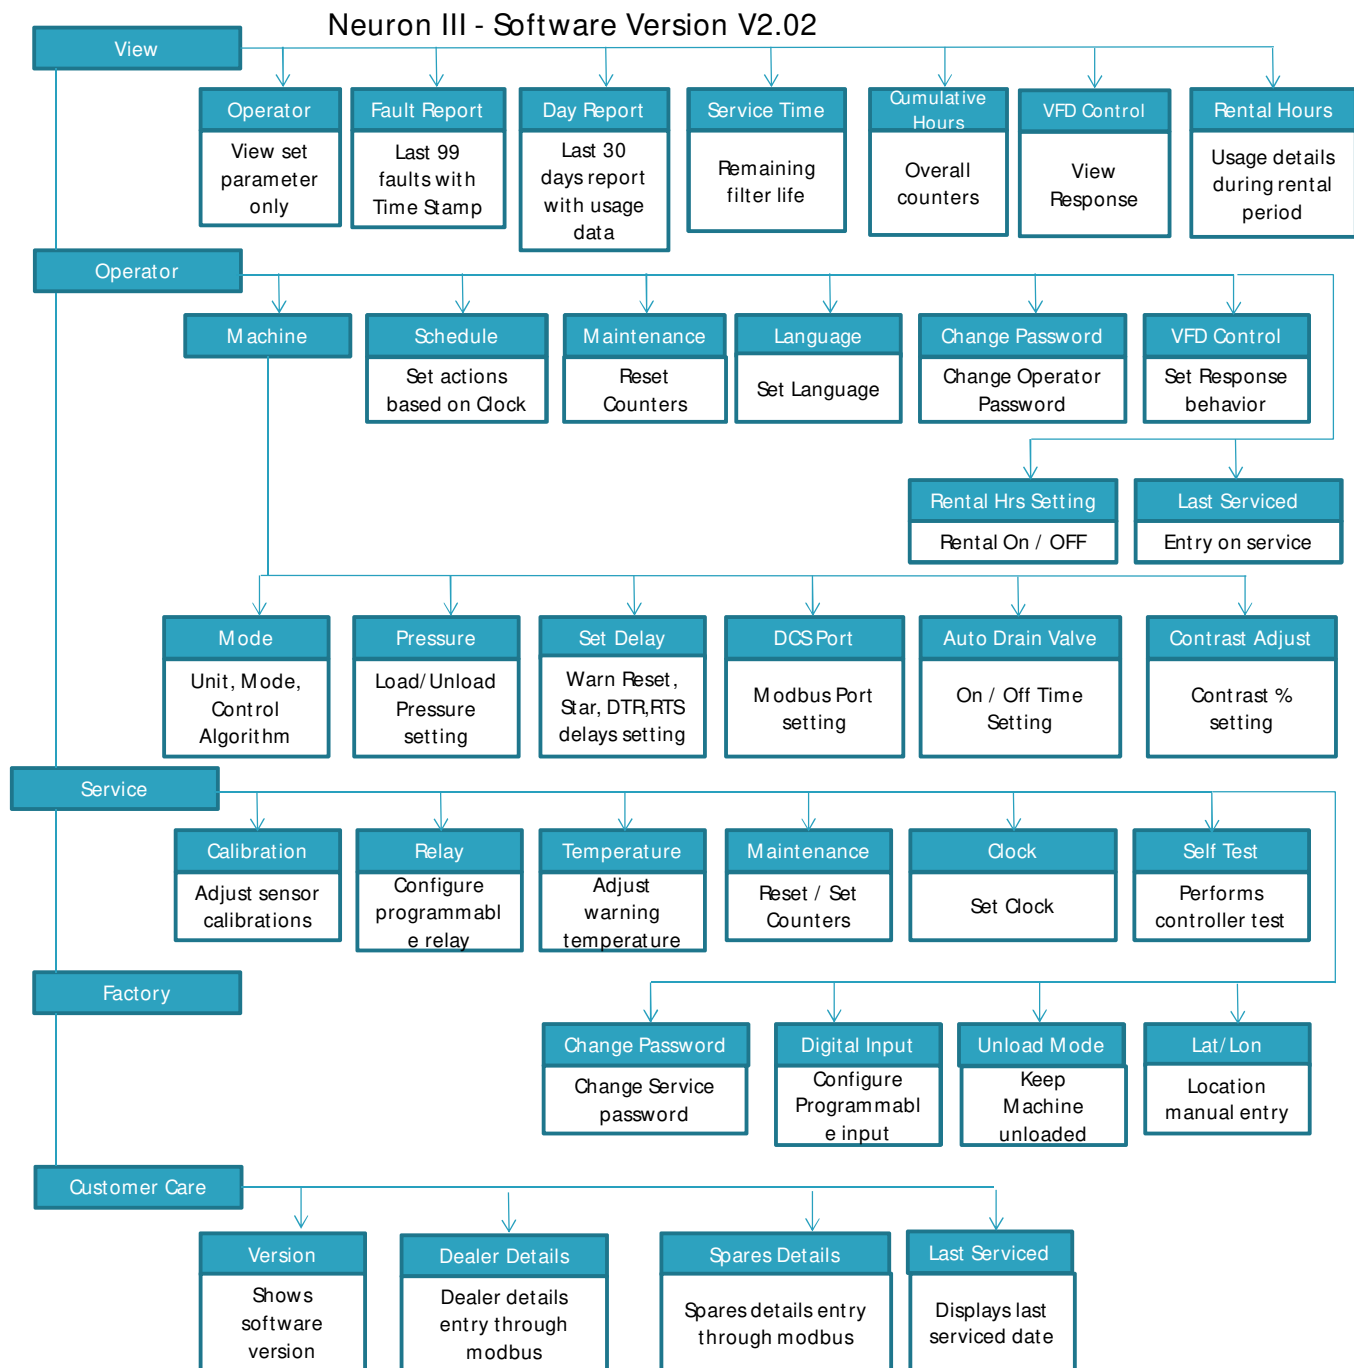 Neuron III - Software Version V2.02
View
Operator
View set
parameter
only
Fault Report
Last 99
faults with
Time Stamp
Day Report
Last 30
days report
with usage
data
Service Time
Remaining
filter life
Cumulative
Hours
Overall
counters
VFD Control
View
Response
Rental Hours
Usage details
during rental
period
Operator
Machine
Schedule
Set actions
based on Clock
Maintenance
Reset
Counters
Language
Set Language
Change Password
Change Operator
Password
VFD Control
Set Response
behavior
Rental Hrs Setting
Rental On / OFF
Last Serviced
Entry on service
Mode
Unit, Mode,
Control
Algorithm
Pressure
Load/Unload
Pressure
setting
Set Delay
Warn Reset,
Star, DTR,RTS
delays setting
DCS Port
Modbus Port
setting
Auto Drain Valve
On / Off Time
Setting
Contrast Adjust
Contrast %
setting
Service
Calibration
Adjust sensor
calibrations
Relay
Configure
programmabl
e relay
Temperature
Adjust
warning
temperature
Maintenance
Reset / Set
Counters
Clock
Set Clock
Self Test
Performs
controller test
Factory
Change Password
Change Service
password
Digital Input
Configure
Programmabl
e input
Unload Mode
Keep
Machine
unloaded
Lat/Lon
Location
manual entry
Customer Care
Version
Shows
software
version
Dealer Details
Dealer details
entry through
modbus
Spares Details
Spares details entry
through modbus
Last Serviced
Displays last
serviced date